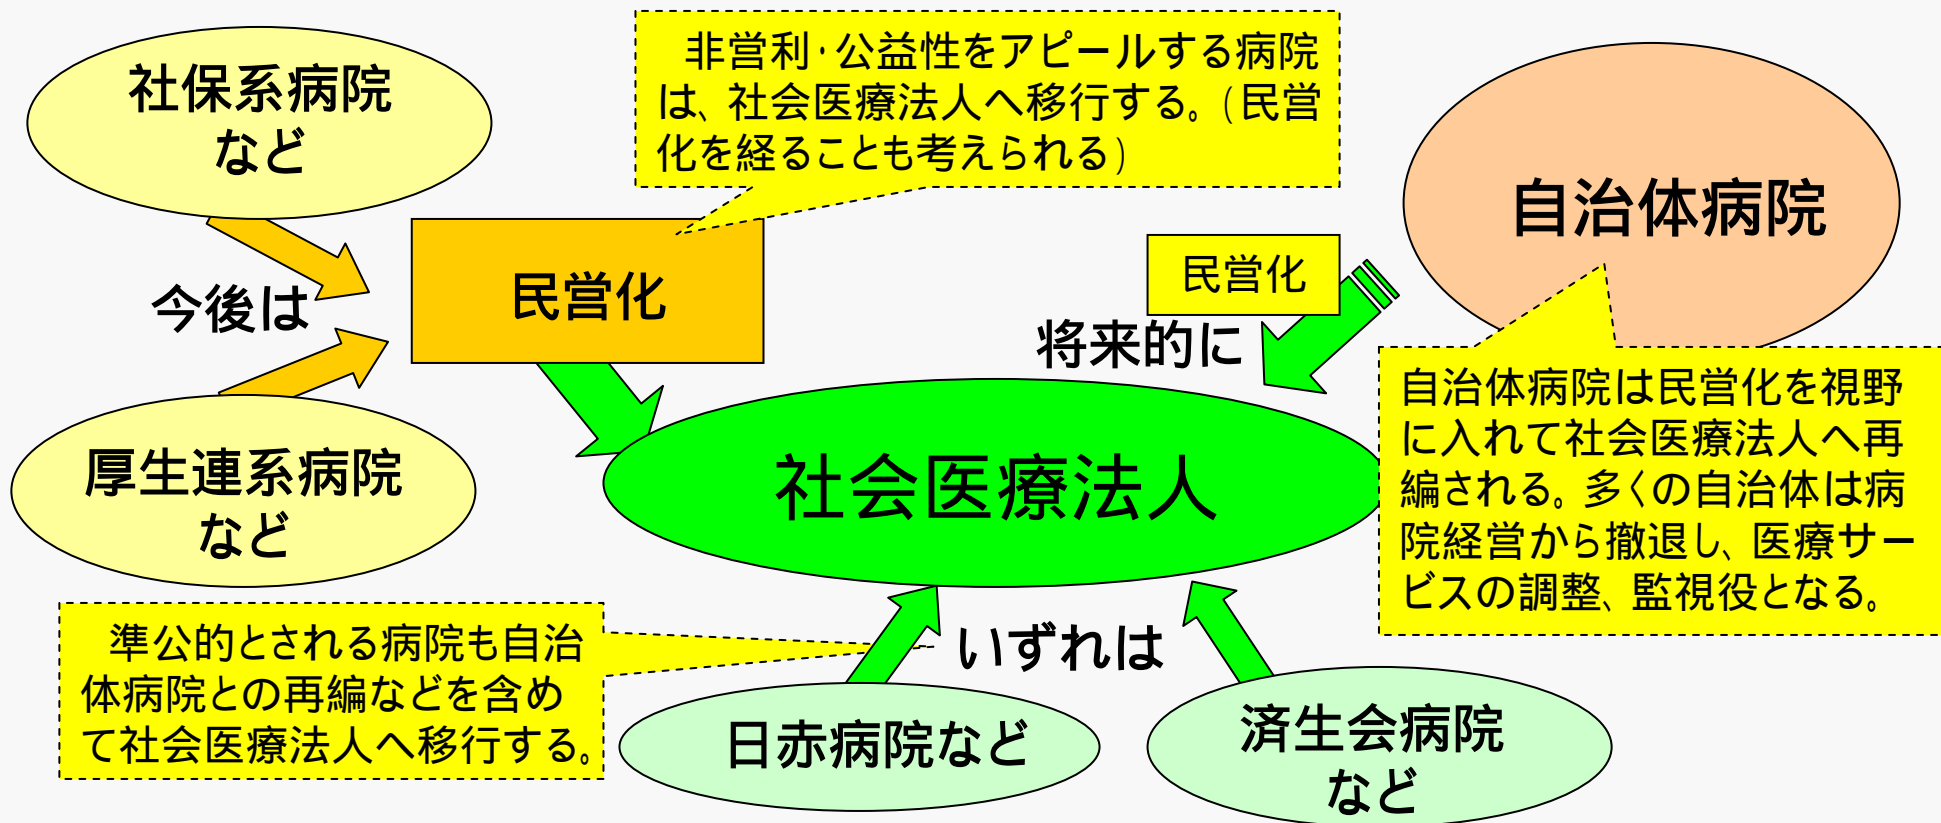 社保系病院
など
非営利・公益性をアピールする病院
は、社会医療法人へ移行する。(民営
化を経ることも考えられる)
自治体病院
民営化
今後は
民営化
将来的に
厚生連系病院
など
社会医療法人
自治体病院は民営化を視野
に入れて社会医療法人へ再
編される。多くの自治体は病
院経営から撤退し、医療サー
ビスの調整、監視役となる。
準公的とされる病院も自治
体病院との再編などを含め
て社会医療法人へ移行する。
いずれは
日赤病院など
済生会病院
など